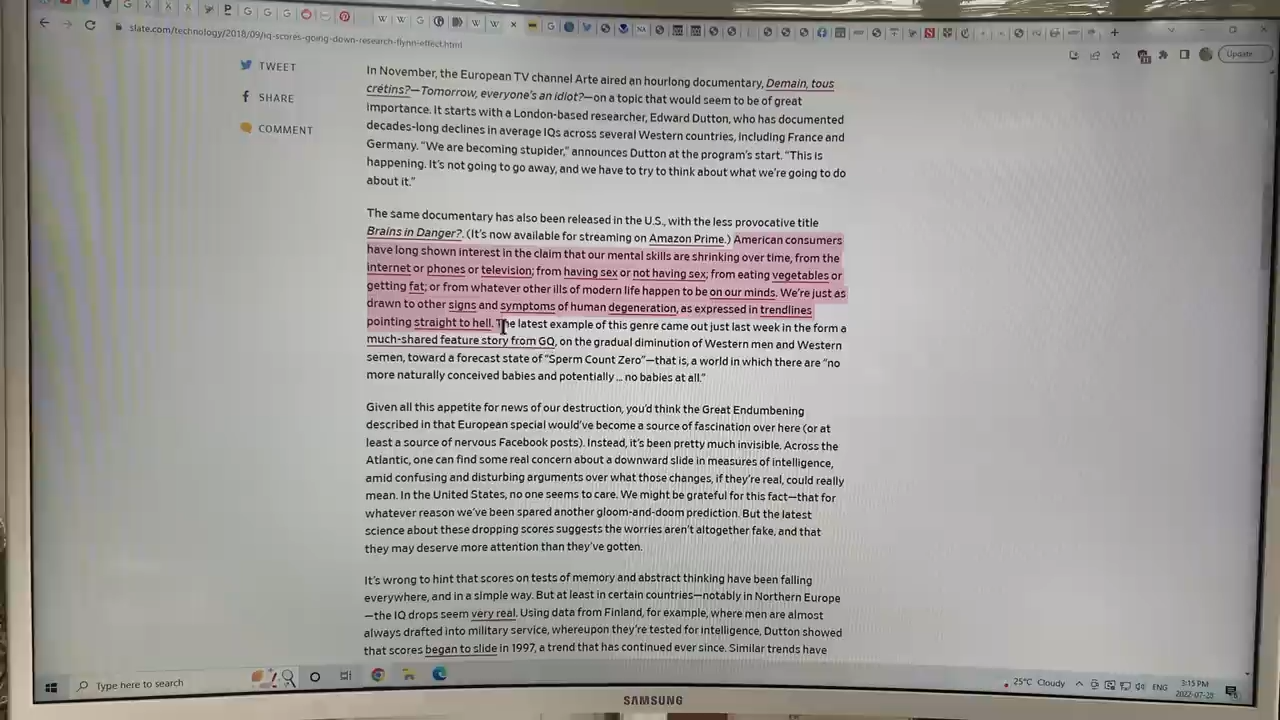 slate.com/technology/2018/09/iq-scores-going-down-research-flynn-effect.html
Update
TWEET
SHARE
COMMENT
In November, the European TV channel Arte aired an hourlong documentary, Demain, tous
crétins?—Tomorrow, everyone's an idiot?—on a topic that would seem to be of great
importance. It starts with a London-based researcher, Edward Dutton, who has documented
decades-long declines in average IQs across several Western countries, including France and
Germany. "We are becoming stupider," announces Dutton at the program's start. "This is
happening. It's not going to go away, and we have to try to think about what we're going to do
about it."
The same documentary has also been released in the U.S., with the less provocative title
Brains in Danger?. (It's now available for streaming on Amazon Prime.) American consumers
have long shown interest in the claim that our mental skills are shrinking over time, from the
internet or phones or television; from having sex or not having sex; from eating vegetables or
getting fat; or from whatever other ills of modern life happen to be on our minds. We're just as
drawn to other signs and symptoms of human degeneration, as expressed in trendlines
pointing straight to hell. The latest example of this genre came out just last week in the form a
much-shared feature story from GQ, on the gradual diminution of Western men and Western
semen, toward a forecast state of "Sperm Count Zero"—that is, a world in which there are "no
more naturally conceived babies and potentially ... no babies at all."
Given all this appetite for news of our destruction, you'd think the Great Endumbening
described in that European special would've become a source of fascination over here (or at
least a source of nervous Facebook posts). Instead, it's been pretty much invisible. Across the
Atlantic, one can find some real concern about a downward slide in measures of intelligence,
amid confusing and disturbing arguments over what those changes, if they're real, could really
mean. In the United States, no one seems to care. We might be grateful for this fact—that for
whatever reason we've been spared another gloom-and-doom prediction. But the latest
science about these dropping scores suggests the worries aren't altogether fake, and that
they may deserve more attention than they've gotten.
It's wrong to hint that scores on tests of memory and abstract thinking have been falling
everywhere, and in a simple way. But at least in certain countries—notably in Northern Europe
—the IQ drops seem very real. Using data from Finland, for example, where men are almost
always drafted into military service, whereupon they're tested for intelligence, Dutton showed
that scores began to slide in 1997, a trend that has continued ever since. Similar trends have
Type here to search
25°C Cloudy
ENG
3:15 PM
2022-07-28
SAMSUNG